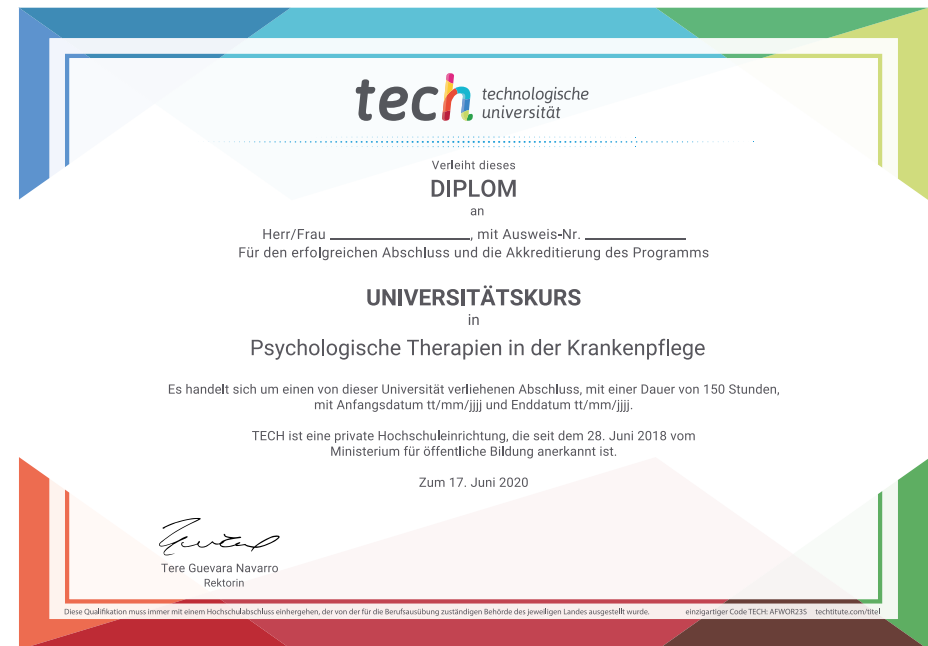 tech technologische
universität
Verleiht dieses
DIPLOM
an
Herr/Frau ____________________, mit Ausweis-Nr. ______________
Für den erfolgreichen Abschluss und die Akkreditierung des Programms
UNIVERSITÄTSKURS
in
Psychologische Therapien in der Krankenpflege
Es handelt sich um einen von dieser Universität verliehenen Abschluss, mit einer Dauer von 150 Stunden,
mit Anfangsdatum tt/mm/jjjj und Enddatum tt/mm/jjjj.
TECH ist eine private Hochschuleinrichtung, die seit dem 28. Juni 2018 vom
Ministerium für öffentliche Bildung anerkannt ist.
Zum 17. Juni 2020
Tere Guevara Navarro
Rektorin
Diese Qualifikation muss immer mit einem Hochschulabschluss einhergehen, der von der für die Berufsausübung zuständigen Behörde des jeweiligen Landes ausgestellt wurde. einzigartiger Code TECH: AFWOR23S techtitute.com/titel